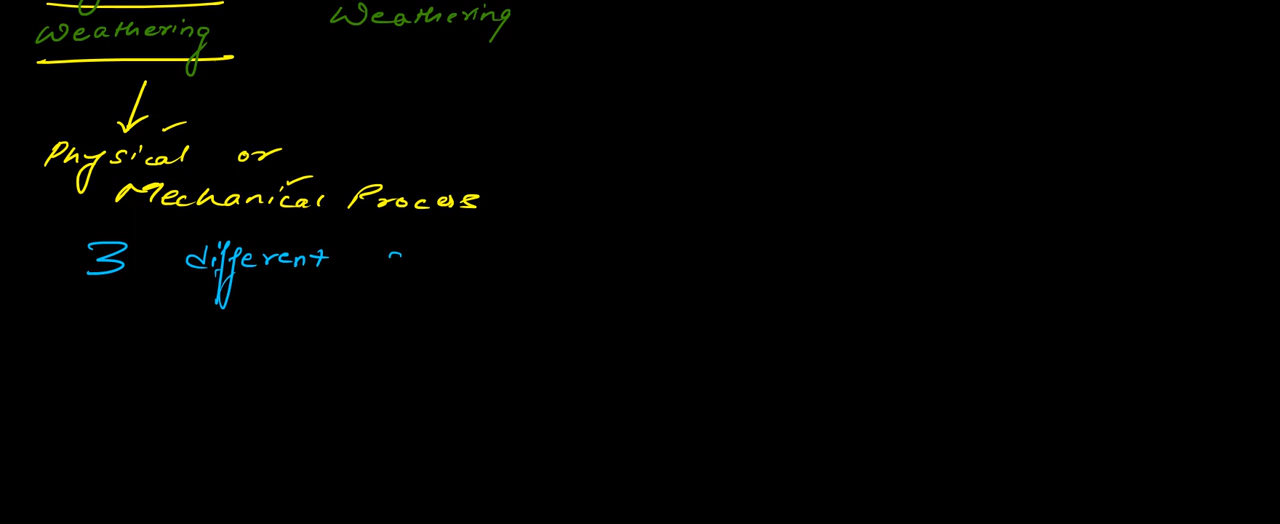 Weathering Weathering
Physical or
Mechanical Process
3 different